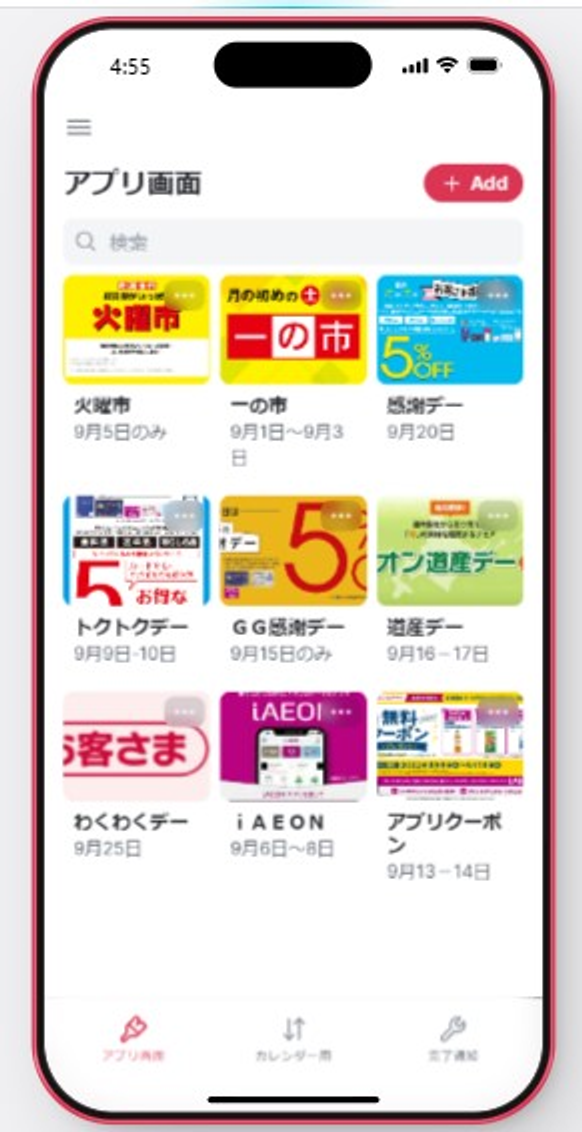 4:55
アプリ画面
+ Add
検索
火曜市
月の初めの土
一の市
5%
OFF
火曜市
9月5日のみ
一の市
9月1日～9月3
日
感謝デー
9月20日
デー
5%
オン道産デー
5
お得な
トクトクデー
9月9日-10日
GG感謝デー
9月15日のみ
道産デー
9月16-17日
お客さま
iAEON
無料
クーポン
わくわくデー
9月25日
iAEON
9月6日～8日
アプリクーポ
ン
9月13-14日
アプリ画面
カレンダー用
完了通知